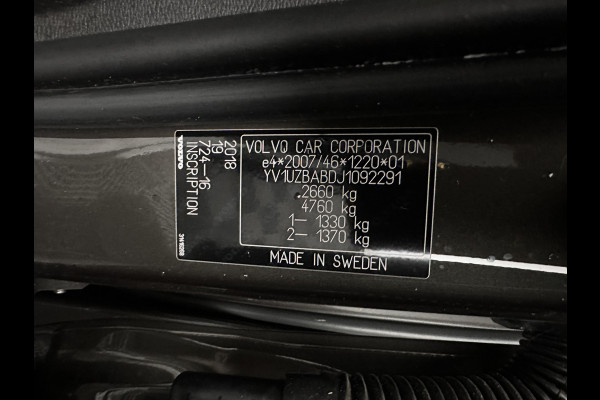 VOLVO CAR CORPORATION
e4*2007/46*1220*01
YV1UZBABDJ1092291
2660 kg
4760 kg
1- 1330 kg
2- 1370 kg
MADE IN SWEDEN
2018
19
724-16
INSCRIPTION
VOLVO